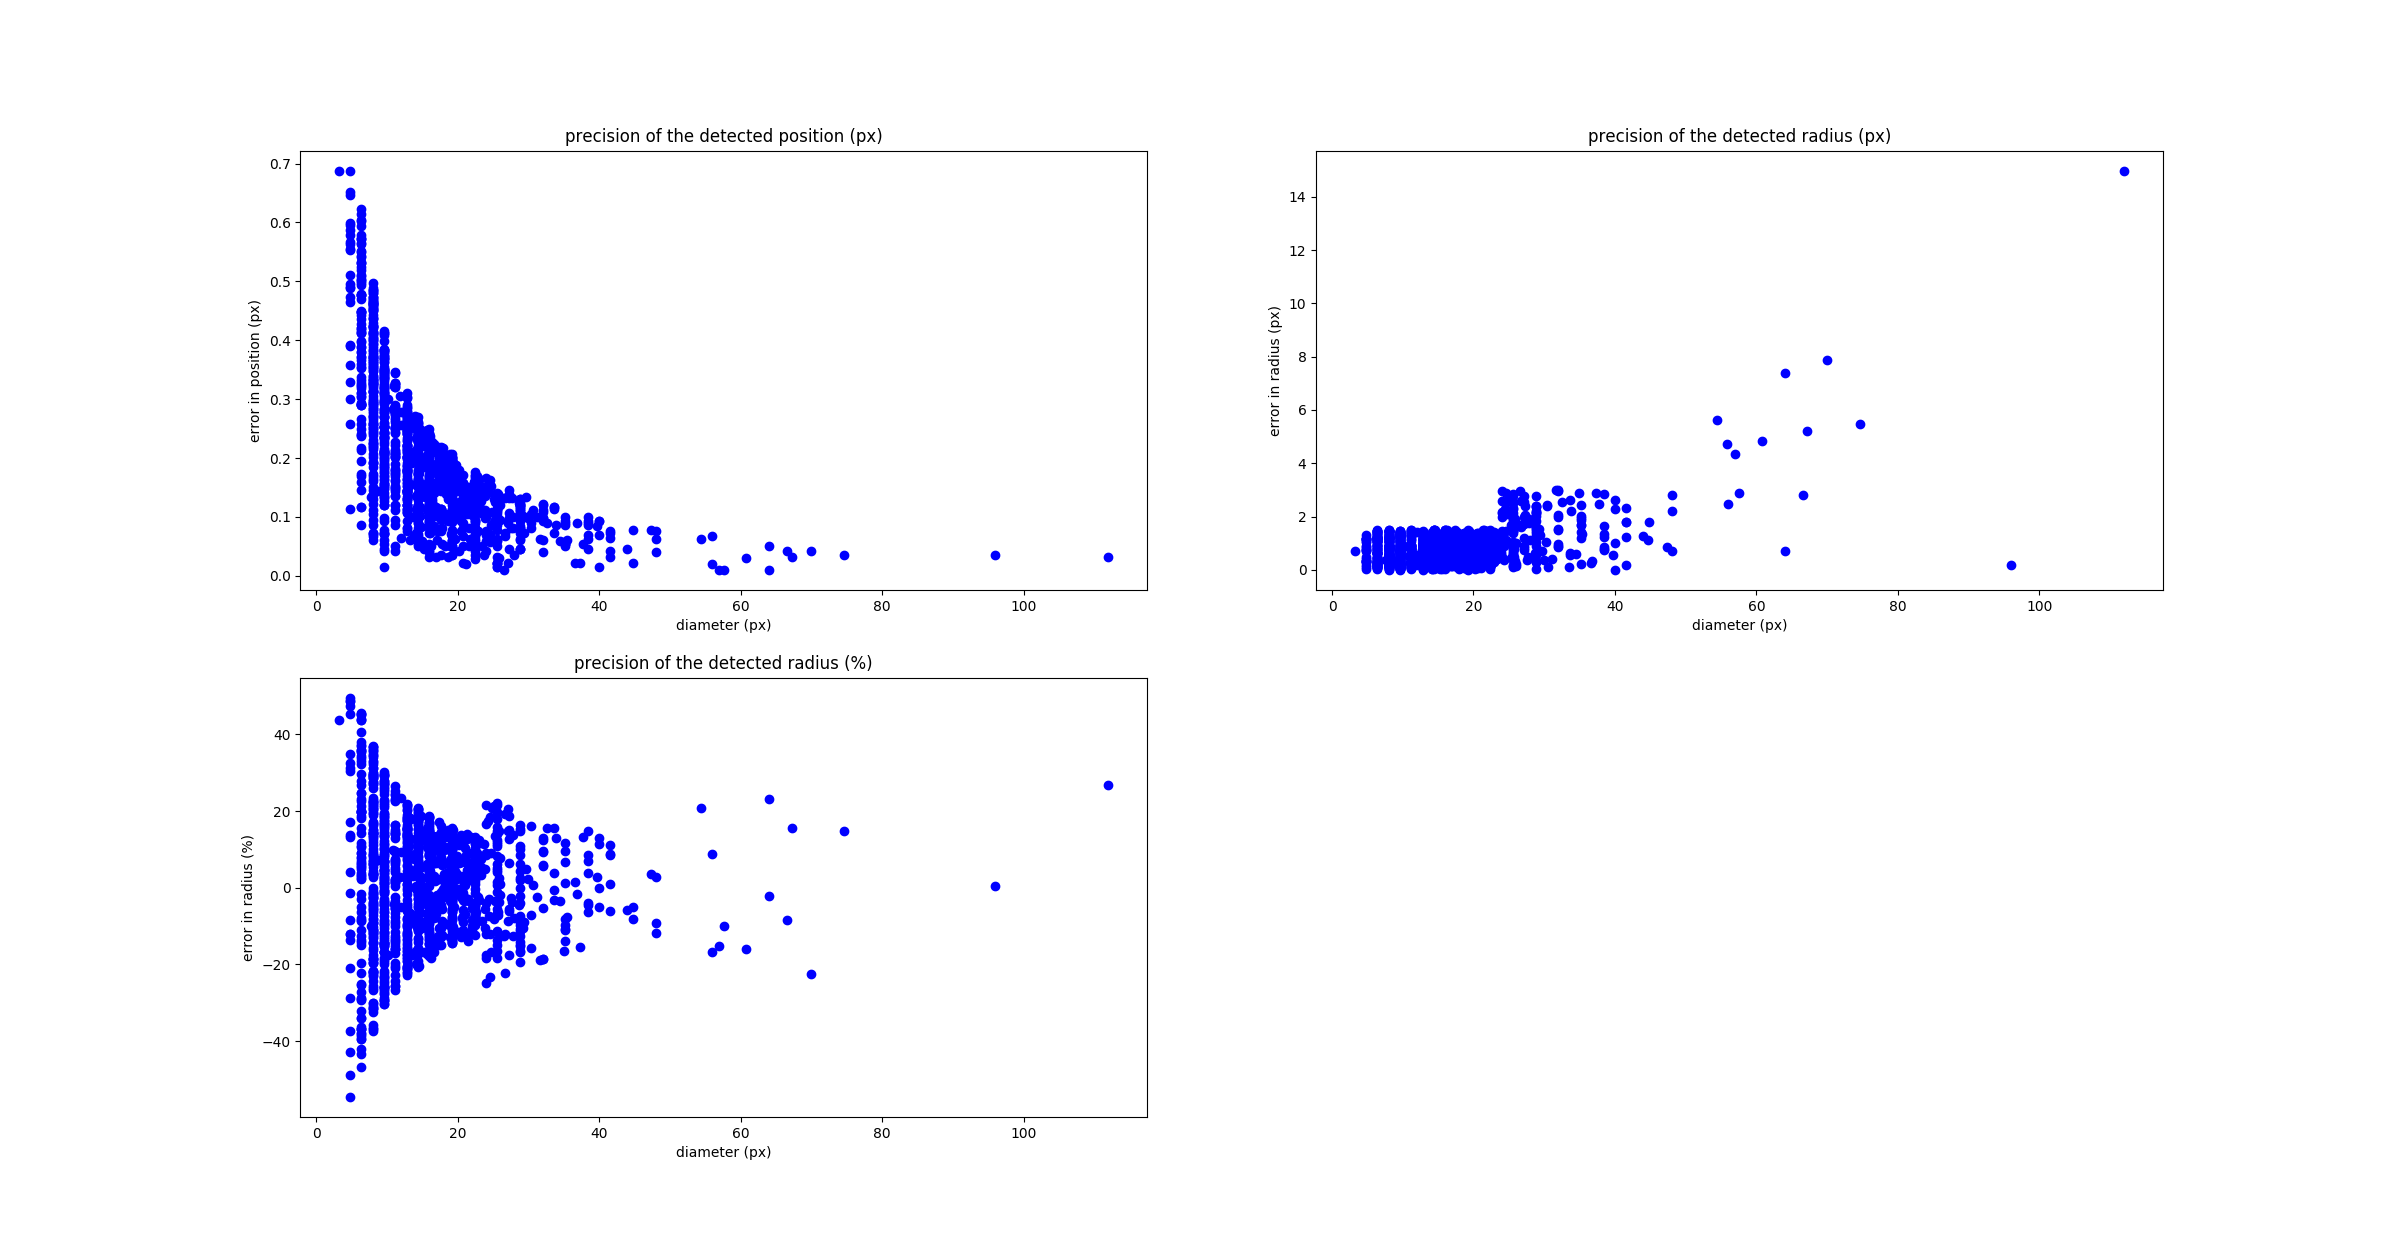 precision of the detected position (px)
0.7
0.6
0.5
0.4
0.3
0.2
0.1
0.0
error in position (px)
0 20 40 60 80 100
diameter (px)
precision of the detected radius (px)
14
12
10
8
6
4
2
0
error in radius (px)
0 20 40 60 80 100
diameter (px)
precision of the detected radius (%)
40
20
0
−20
−40
error in radius (%)
0 20 40 60 80 100
diameter (px)